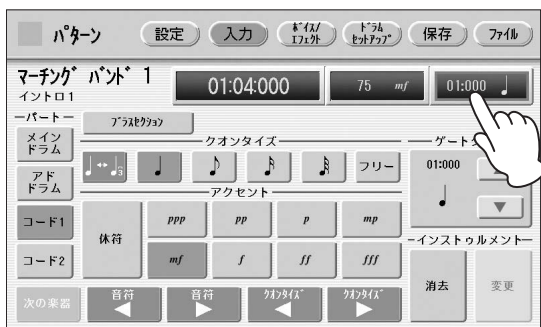 パターン 設定 入力 ボイス/エフェクト ドラムセットアップ 保存 ファイル
マーチングバンド 1 01:04:000 75 mf 01:000
イントロ1
パート ブラスセクション
メインドラム クオンタイズ ゲート
3 フリー 01:000
アドドラム アクセント
コード1 休符 ppp pp p mp
インストゥルメント
コード2 mf f ff fff
消去 変更
次の楽器 音符 音符 クオンタイズ クオンタイズ